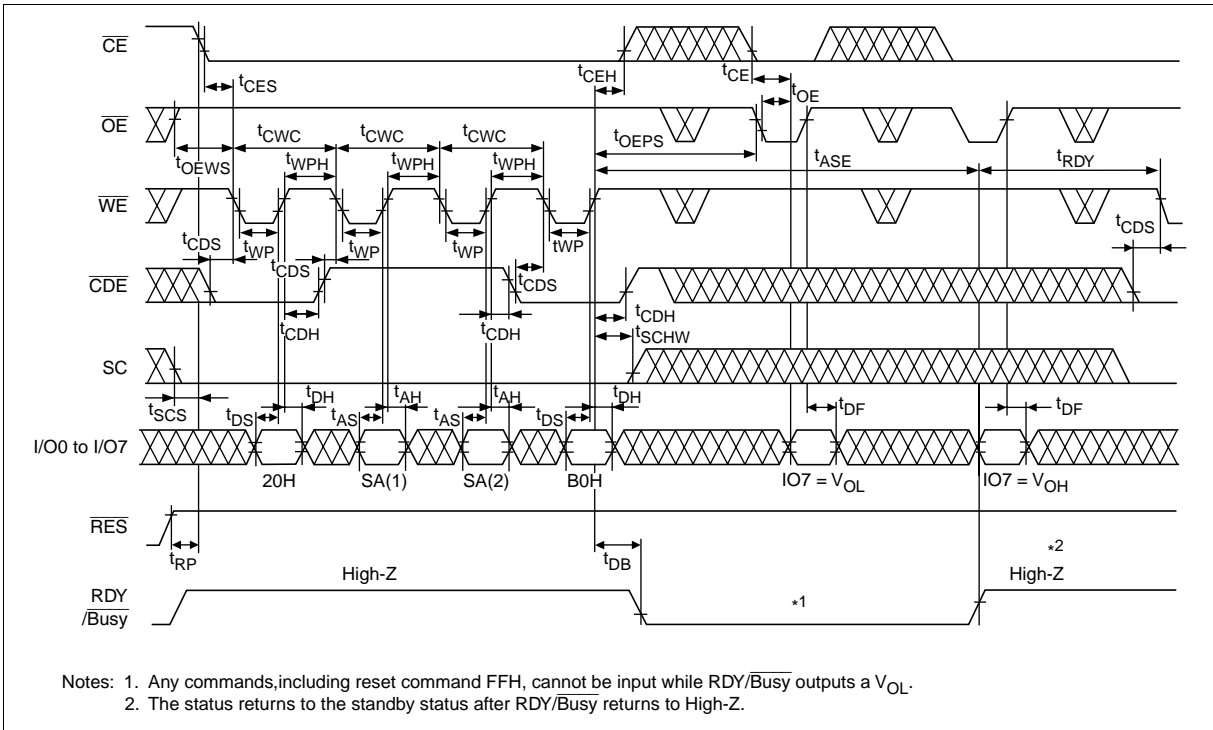 CE
tCES
tCEH
tCE
tOE
OE
tOEWS
tCWC
tCWC
tCWC
tOEPS
tWPH
tWPH
tWPH
tASE
tRDY
WE
tCDS
tWP
tWP
tWP
tWP
tCDS
CDE
tCDS
tCDS
tCDH
tCDH
tCDH
tSCHW
SC
tSCS
tDS
tDH
tAS
tAH
tAS
tAH
tDS
tDH
tDF
tDF
I/O0 to I/O7
20H
SA(1)
SA(2)
B0H
IO7 = VOL
IO7 = VOH
RES
tRP
tDB
*2
High-Z
High-Z
RDY
/Busy
*1
Notes: 1. Any commands,including reset command FFH, cannot be input while RDY/Busy outputs a VOL.
2. The status returns to the standby status after RDY/Busy returns to High-Z.